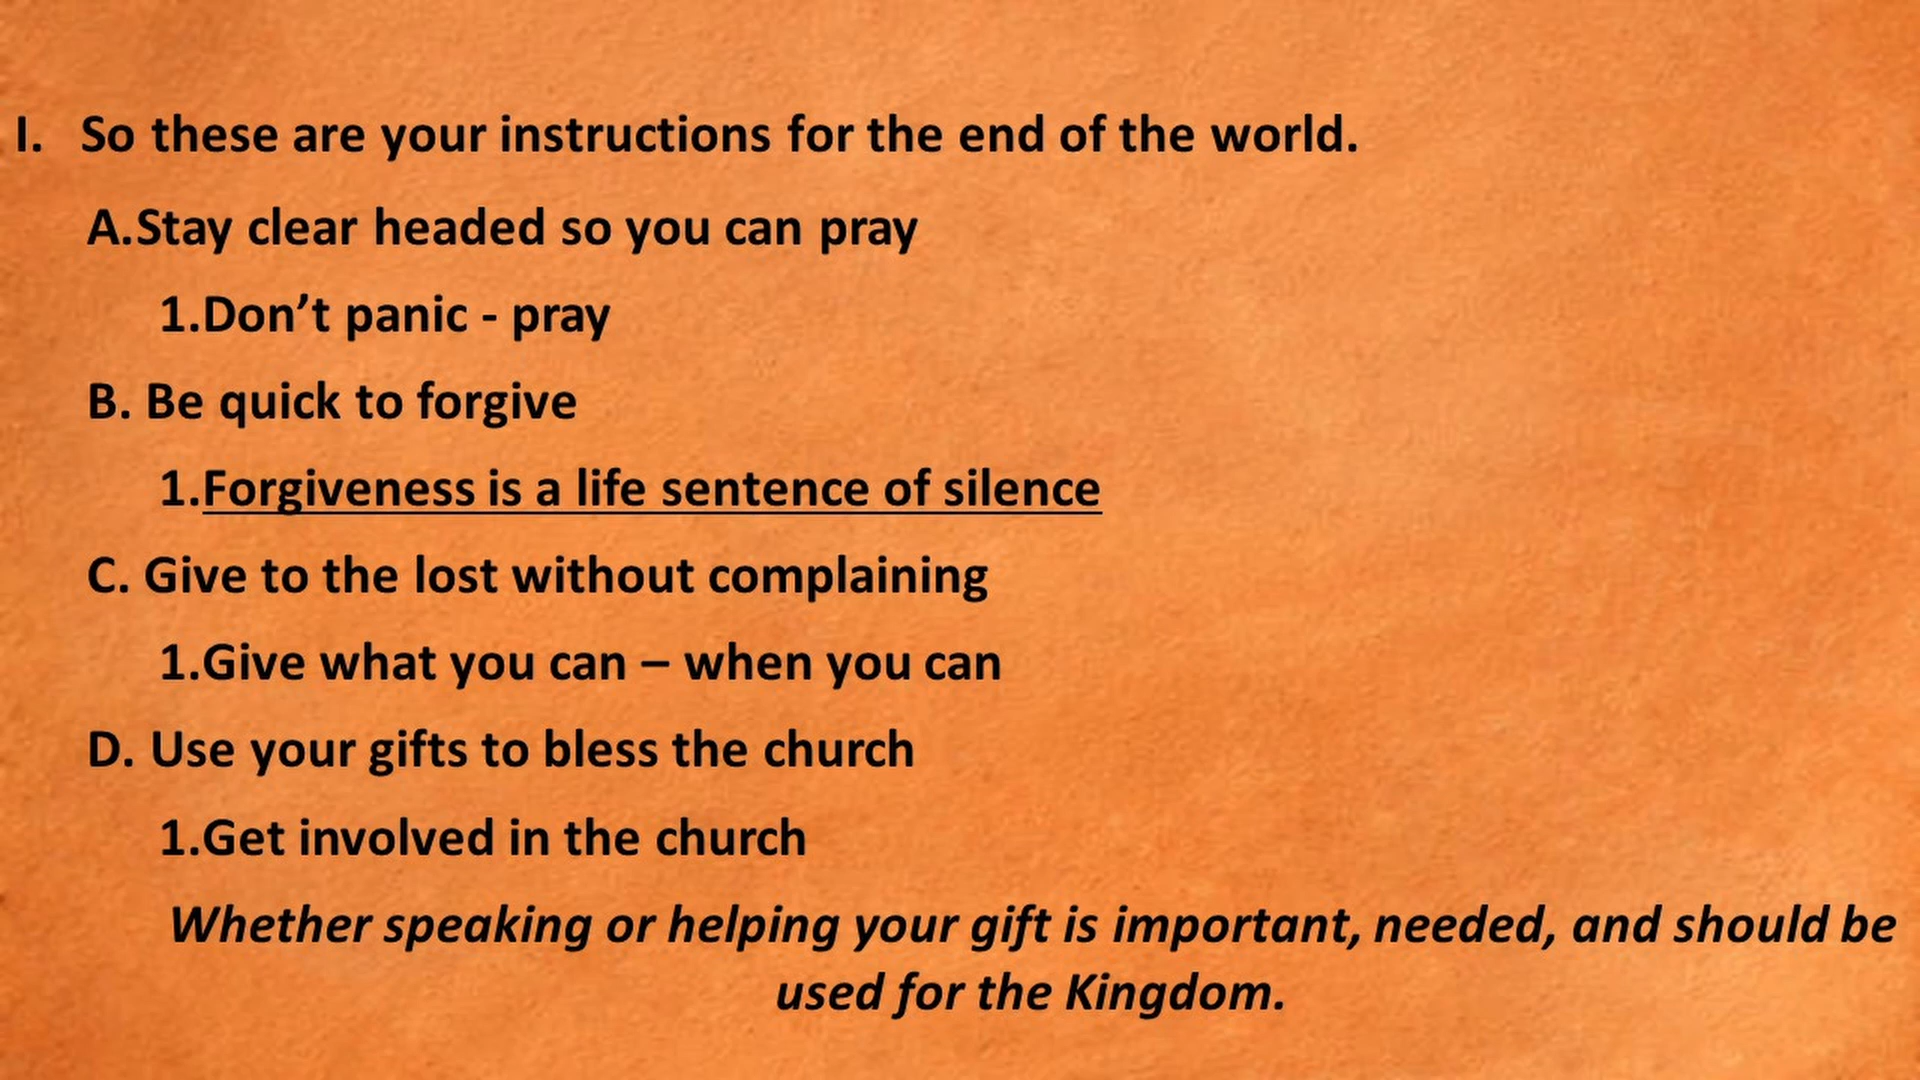 I. So these are your instructions for the end of the world.
A.Stay clear headed so you can pray
1.Don’t panic - pray
B. Be quick to forgive
1.Forgiveness is a life sentence of silence
C. Give to the lost without complaining
1.Give what you can – when you can
D. Use your gifts to bless the church
1.Get involved in the church
Whether speaking or helping your gift is important, needed, and should be
used for the Kingdom.